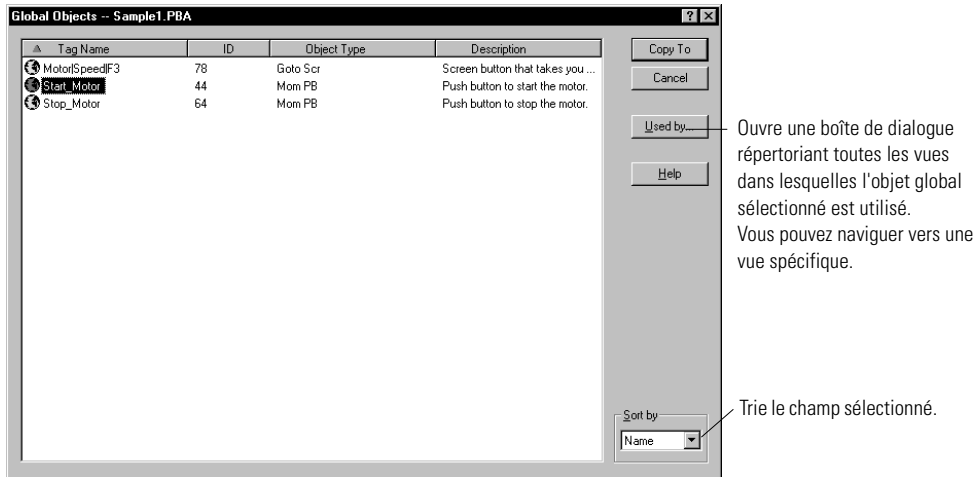 Global Objects -- Sample1.PBA
Tag Name ID Object Type Description
Motor|Speed|F3 78 Goto Scr Screen button that takes you ...
Start_Motor 44 Mom PB Push button to start the motor.
Stop_Motor 64 Mom PB Push button to stop the motor.
Copy To
Cancel
Used by...
Help
Sort by
Name
Ouvre une boîte de dialogue
répertoriant toutes les vues
dans lesquelles l'objet global
sélectionné est utilisé.
Vous pouvez naviguer vers une
vue spécifique.
Trie le champ sélectionné.